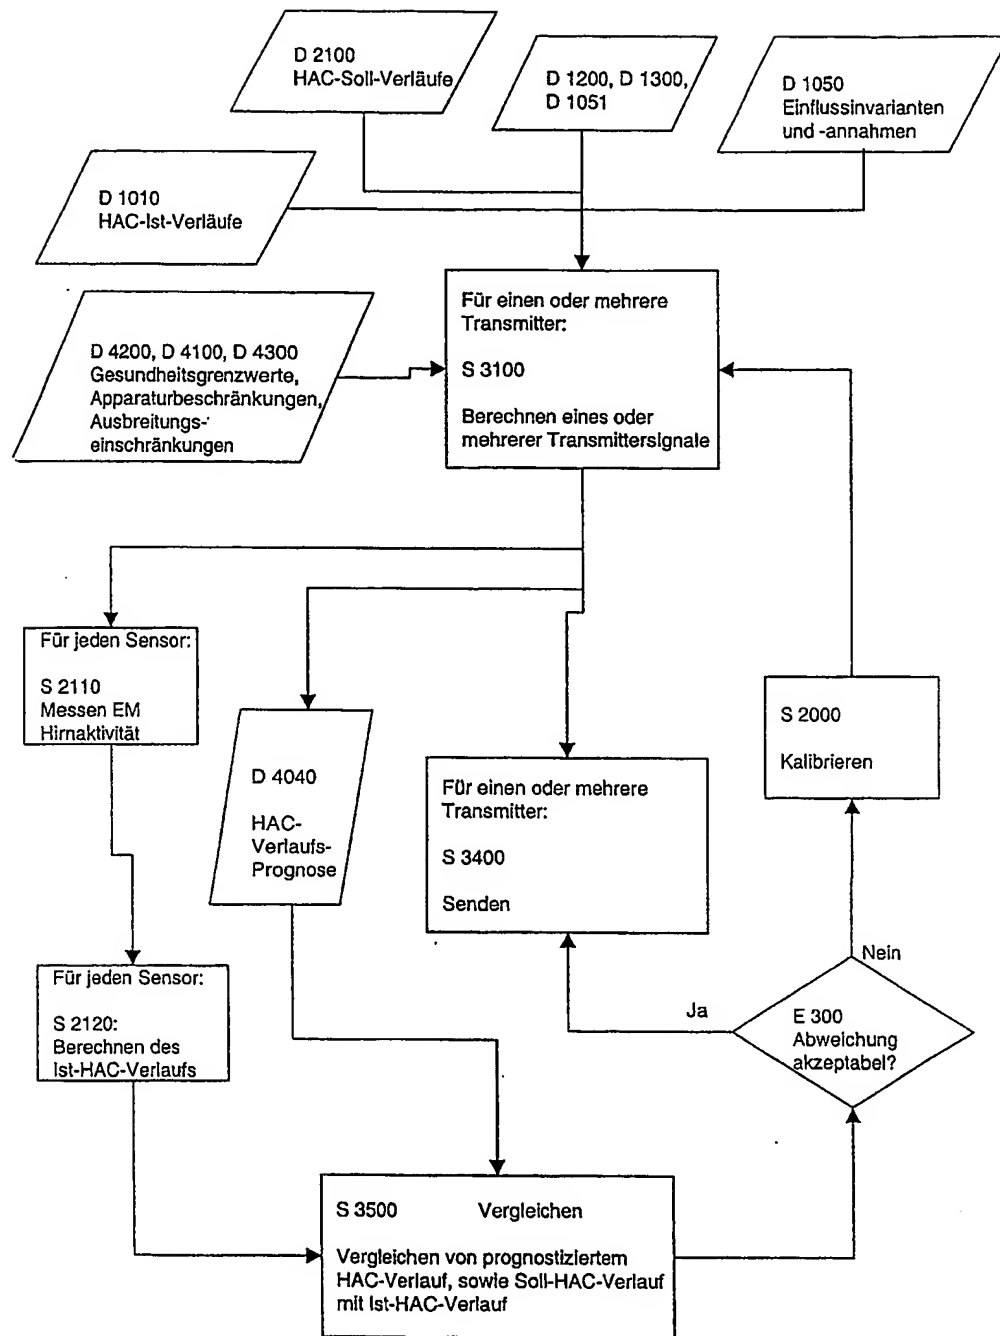 D 2100
HAC-Soll-Verläufe
D 1200, D 1300,
D 1051
D 1050
Einflussinvarianten
und -annahmen
D 1010
HAC-Ist-Verläufe
Für einen oder mehrere
Transmitter:
S 3100
Berechnen eines oder
mehrerer Transmittersignale
D 4200, D 4100, D 4300
Gesundheitsgrenzwerte,
Apparaturbeschränkungen,
Ausbreitungs-
einschränkungen
Für jeden Sensor:
S 2110
Messen EM
Hirnaktivität
D 4040
HAC-
Verlaufs-
Prognose
Für einen oder mehrere
Transmitter:
S 3400
Senden
S 2000
Kalibrieren
Nein
Ja
E 300
Abweichung
akzeptabel?
Für jeden Sensor:
S 2120:
Berechnen des
Ist-HAC-Verlaufs
S 3500 Vergleichen
Vergleichen von prognostiziertem
HAC-Verlauf, sowie Soll-HAC-Verlauf
mit Ist-HAC-Verlauf